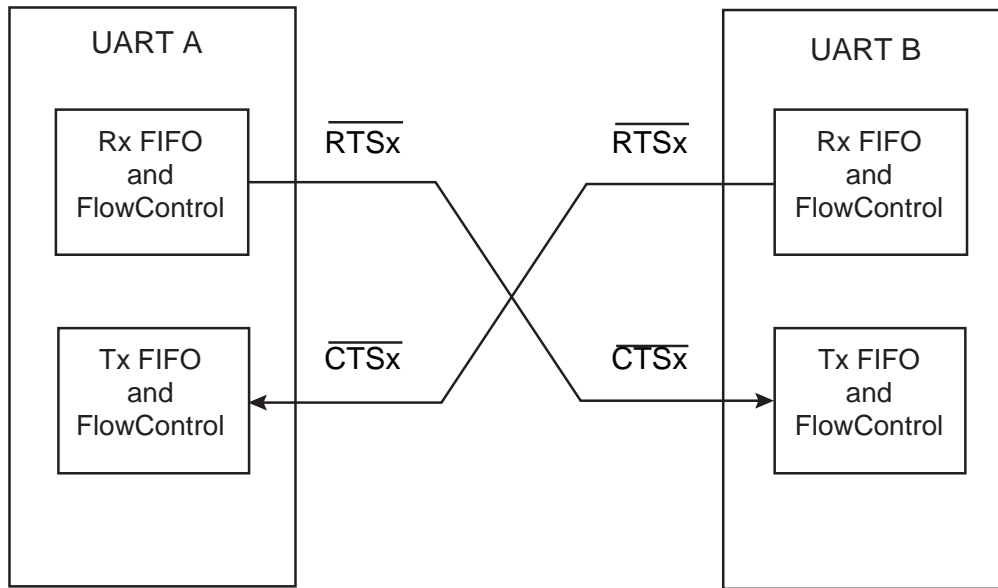 UART A
Rx FIFO
and
FlowControl
Tx FIFO
and
FlowControl
RTSx
RTSx
CTSx
CTSx
UART B
Rx FIFO
and
FlowControl
Tx FIFO
and
FlowControl